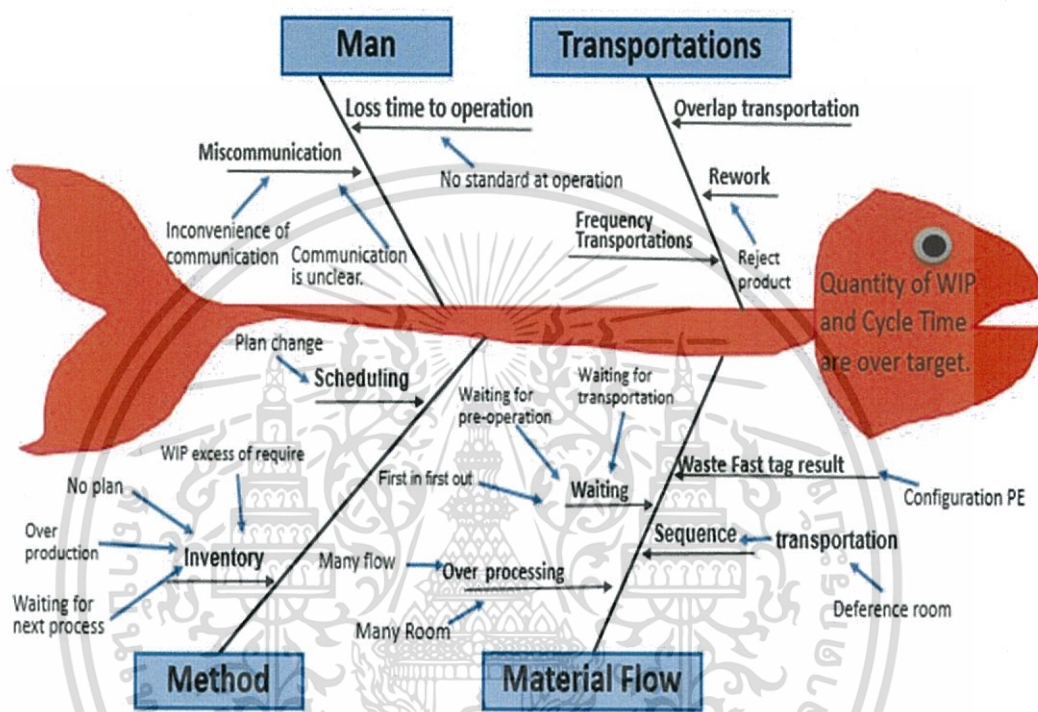 Man
Transportations
Loss time to operation
Overlap transportation
Miscommunication
No standard at operation
Rework
Inconvenience of
communication
Communication
is unclear.
Frequency
Transportations
Reject
product
Quantity of WIP
and Cycle Time
are over target.
Plan change
Scheduling
Waiting for
pre-operation
Waiting for
transportation
WIP excess of require
No plan
First in first out
Waiting
Waste Fast tag result
Configuration PE
Over
production
Inventory
Many flow
Over processing
Sequence
transportation
Waiting for
next process
Many Room
Deference room
Method
Material Flow